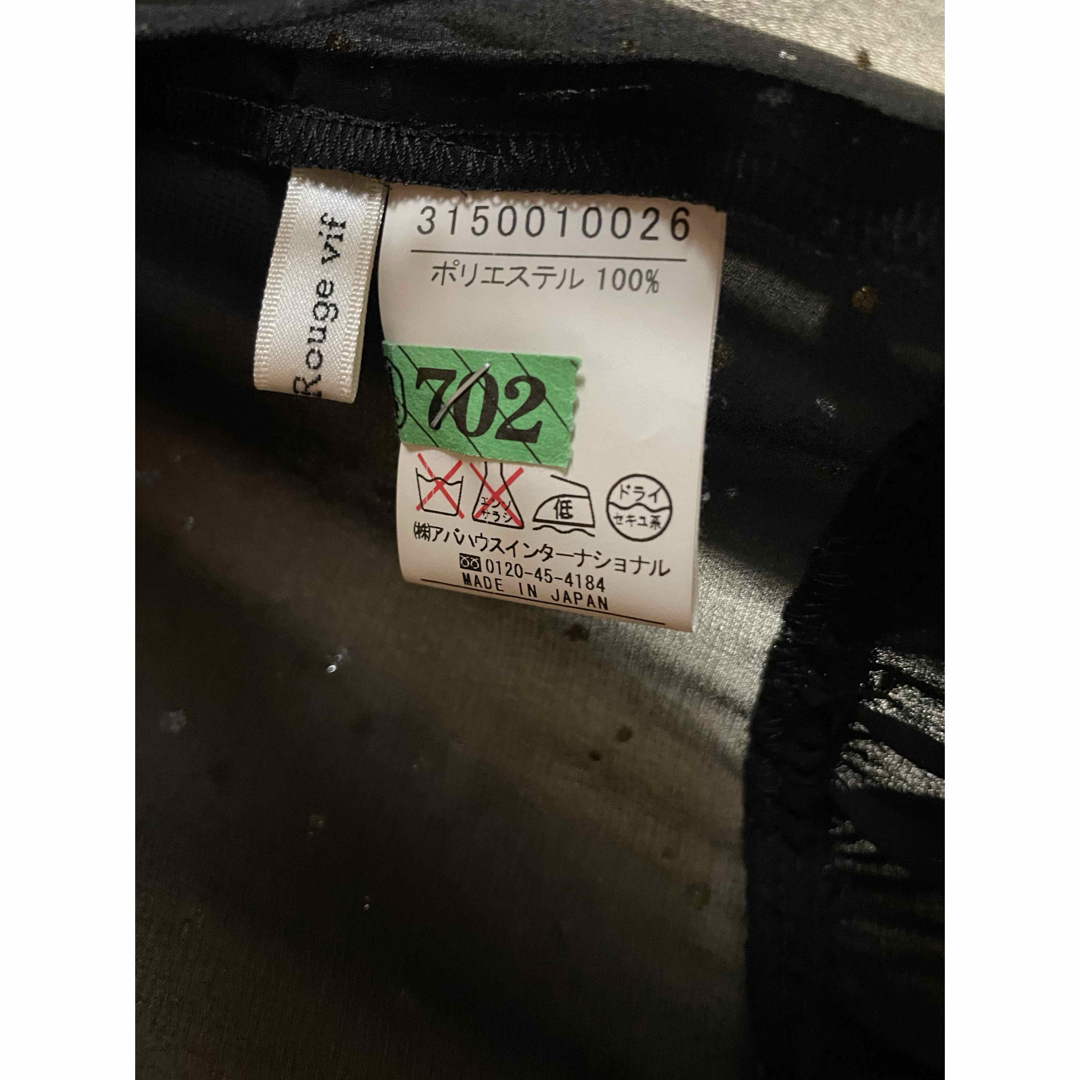 Rouge vif
3150010026
ポリエステル 100%
702
エンソ
サラシ
低
ドライ
セキユ系
㈱アバハウスインターナショナル
0120-45-4184
MADE IN JAPAN